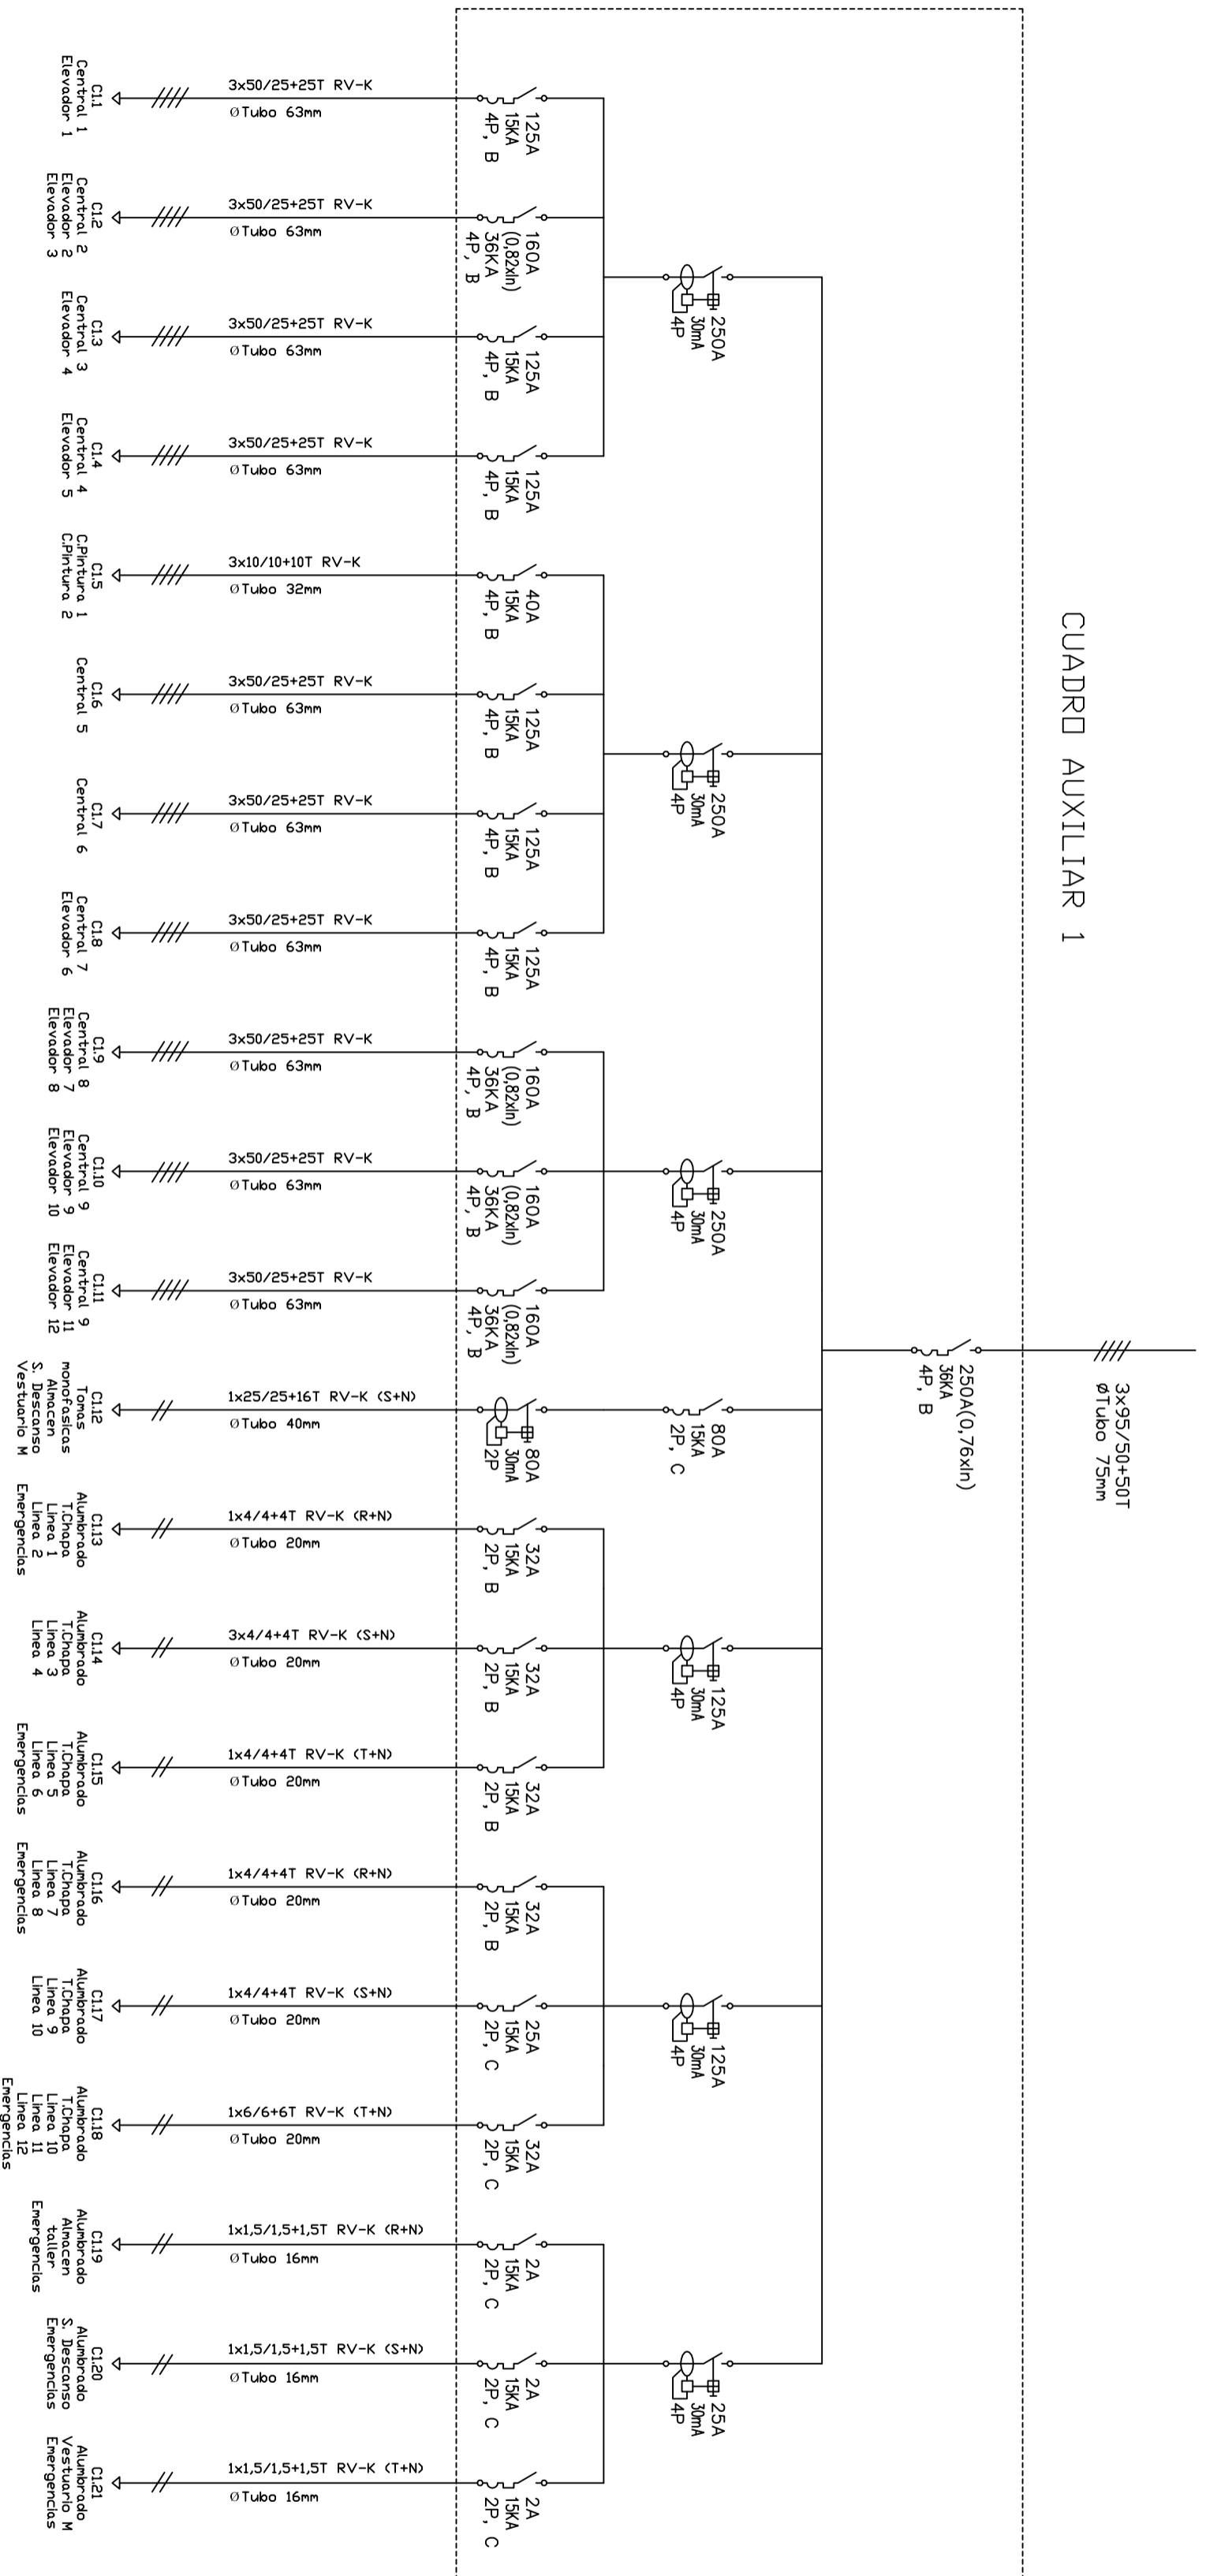 CUADRO AUXILIAR 1
3x95/50+50T
ØTubo 75mm
250A(0,76xIn)
36KA
4P, B
250A
30mA
4P
250A
30mA
4P
250A
30mA
4P
80A
15KA
2P, C
125A
30mA
4P
125A
30mA
4P
25A
30mA
4P
125A
15KA
4P, B
3x50/25+25T RV-K
ØTubo 63mm
C1.1
Central 1
Elevador 1
160A
(0,82xIn)
36KA
4P, B
3x50/25+25T RV-K
ØTubo 63mm
C1.2
Central 2
Elevador 2
Elevador 3
125A
15KA
4P, B
3x50/25+25T RV-K
ØTubo 63mm
C1.3
Central 3
Elevador 4
125A
15KA
4P, B
3x50/25+25T RV-K
ØTubo 63mm
C1.4
Central 4
Elevador 5
40A
15KA
4P, B
3x10/10+10T RV-K
ØTubo 32mm
C1.5
C.Pintura 1
C.Pintura 2
125A
15KA
4P, B
3x50/25+25T RV-K
ØTubo 63mm
C1.6
Central 5
125A
15KA
4P, B
3x50/25+25T RV-K
ØTubo 63mm
C1.7
Central 6
125A
15KA
4P, B
3x50/25+25T RV-K
ØTubo 63mm
C1.8
Central 7
Elevador 6
160A
(0,82xIn)
36KA
4P, B
3x50/25+25T RV-K
ØTubo 63mm
C1.9
Central 8
Elevador 7
Elevador 8
160A
(0,82xIn)
36KA
4P, B
3x50/25+25T RV-K
ØTubo 63mm
C1.10
Central 9
Elevador 9
Elevador 10
160A
(0,82xIn)
36KA
4P, B
3x50/25+25T RV-K
ØTubo 63mm
C1.11
Central 9
Elevador 11
Elevador 12
80A
30mA
2P
1x25/25+16T RV-K (S+N)
ØTubo 40mm
C1.12
Tomas
monofasicas
Almacen
S. Descanso
Vestuario M
32A
15KA
2P, B
1x4/4+4T RV-K (R+N)
ØTubo 20mm
C1.13
Alumbrado
T.Chapa
Linea 1
Linea 2
Emergencias
32A
15KA
2P, B
3x4/4+4T RV-K (S+N)
ØTubo 20mm
C1.14
Alumbrado
T.Chapa
Linea 3
Linea 4
32A
15KA
2P, B
1x4/4+4T RV-K (T+N)
ØTubo 20mm
C1.15
Alumbrado
T.Chapa
Linea 5
Linea 6
Emergencias
32A
15KA
2P, B
1x4/4+4T RV-K (R+N)
ØTubo 20mm
C1.16
Alumbrado
T.Chapa
Linea 7
Linea 8
Emergencias
25A
15KA
2P, C
1x4/4+4T RV-K (S+N)
ØTubo 20mm
C1.17
Alumbrado
T.Chapa
Linea 9
Linea 10
32A
15KA
2P, C
1x6/6+6T RV-K (T+N)
ØTubo 20mm
C1.18
Alumbrado
T.Chapa
Linea 10
Linea 11
Linea 12
Emergencias
2A
15KA
2P, C
1x1,5/1,5+1,5T RV-K (R+N)
ØTubo 16mm
C1.19
Alumbrado
Almacen
taller
Emergencias
2A
15KA
2P, C
1x1,5/1,5+1,5T RV-K (S+N)
ØTubo 16mm
C1.20
Alumbrado
S. Descanso
Emergencias
2A
15KA
2P, C
1x1,5/1,5+1,5T RV-K (T+N)
ØTubo 16mm
C1.21
Alumbrado
Vestuario M
Emergencias